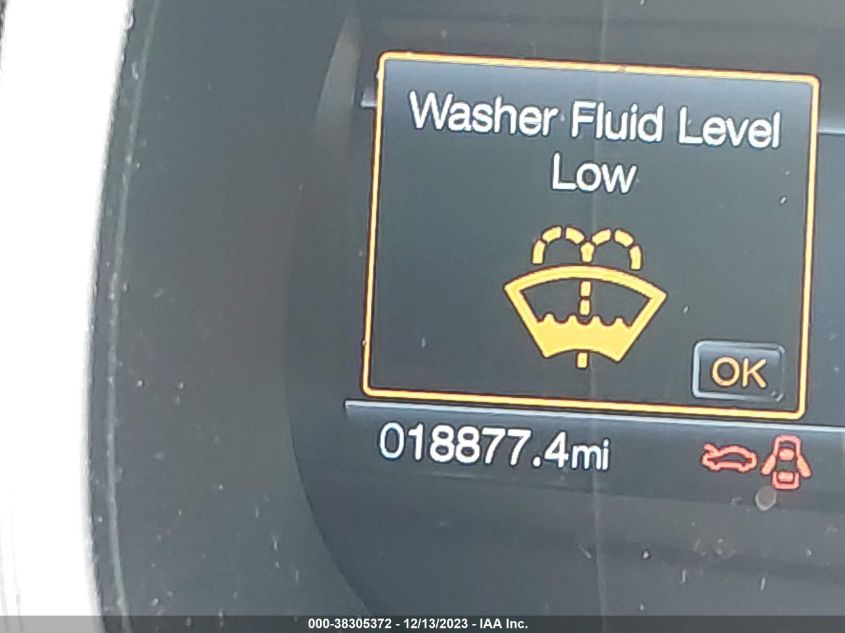 Washer Fluid Level
Low
OK
018877.4mi
000-38305372 - 12/13/2023 - IAA Inc.